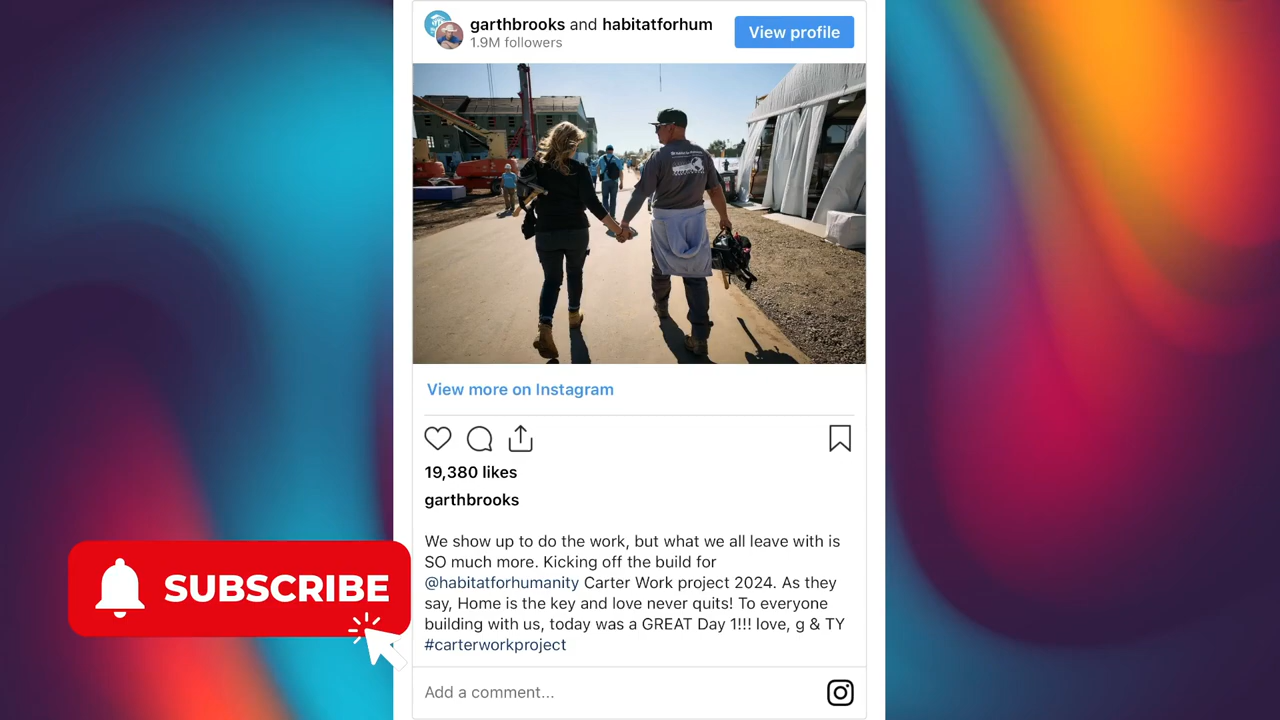 garthbrooks and habitatforhum
1.9M followers
View profile
View more on Instagram
19,380 likes
garthbrooks
We show up to do the work, but what we all leave with is
SO much more. Kicking off the build for
@habitatforhumanity Carter Work project 2024. As they
say, Home is the key and love never quits! To everyone
building with us, today was a GREAT Day 1!!! love, g & TY
#carterworkproject
Add a comment...
SUBSCRIBE